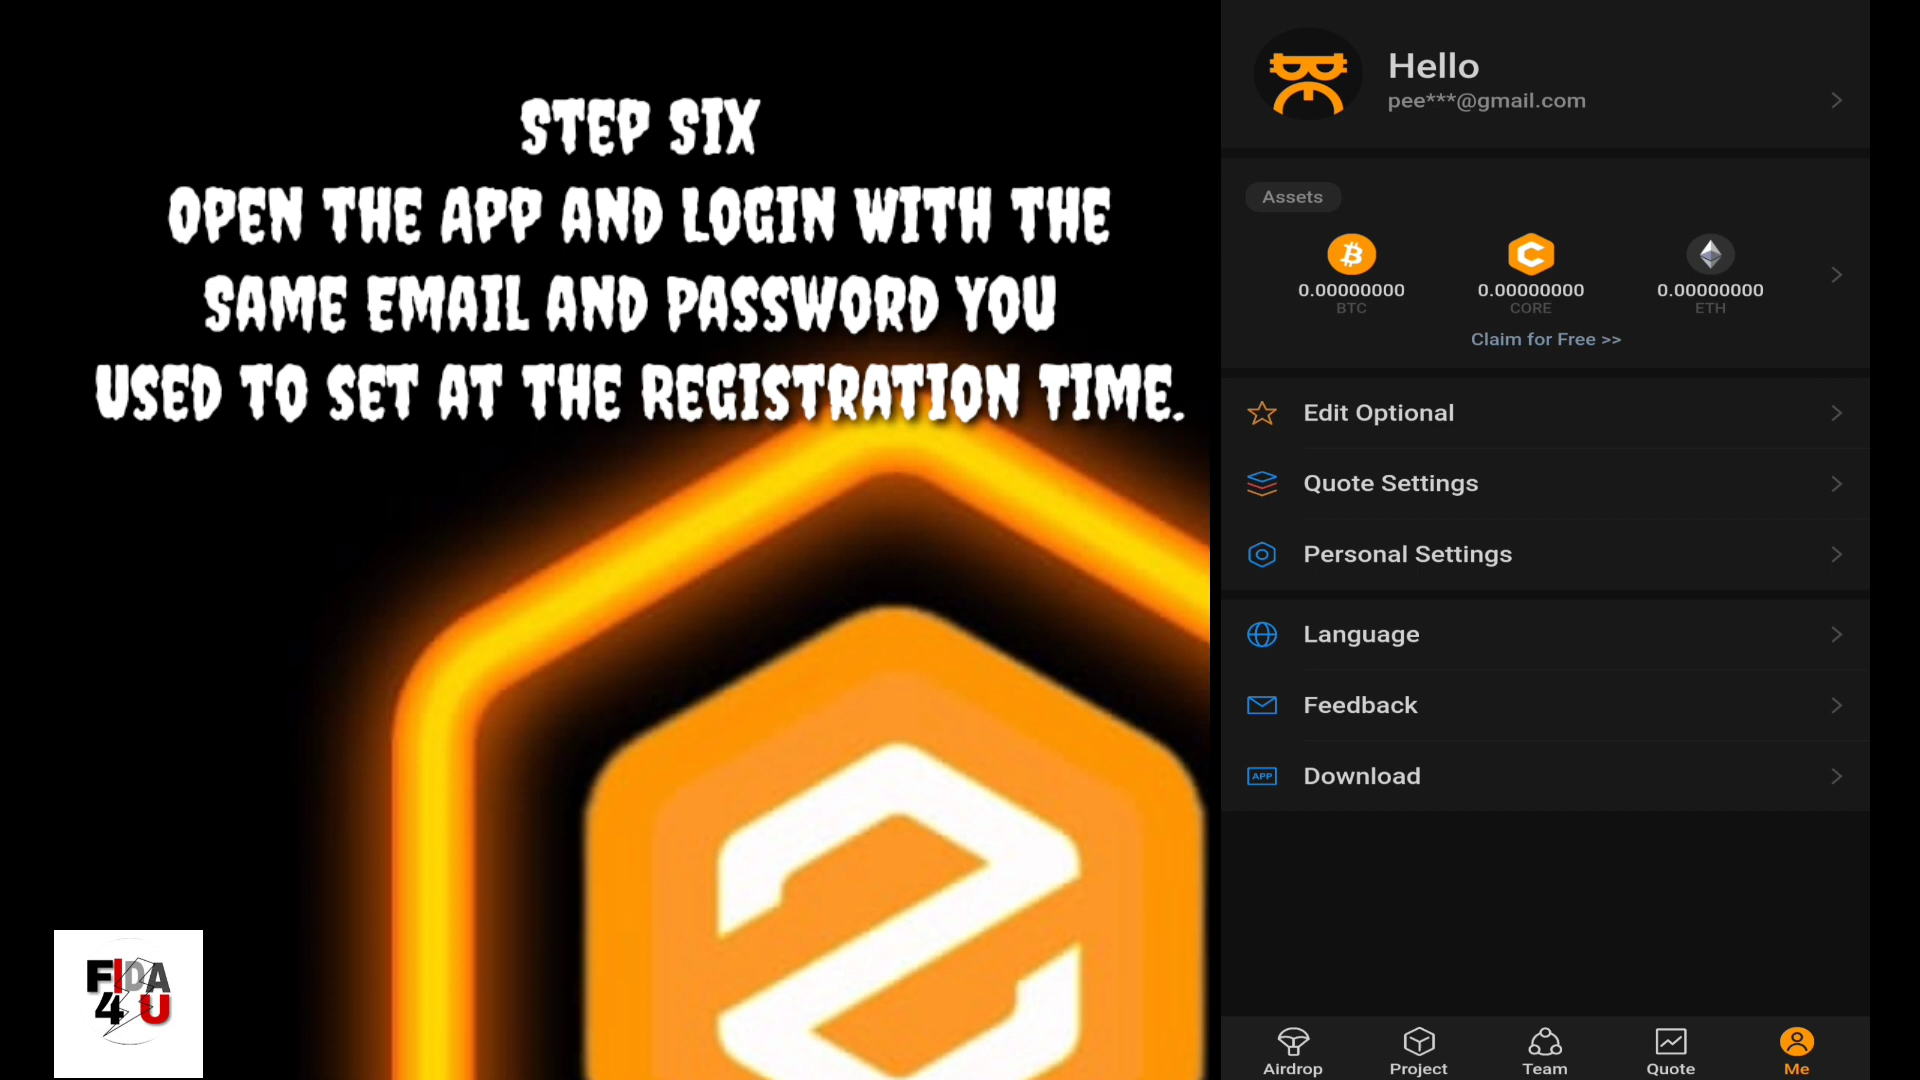 STEP SIX
OPEN THE APP AND LOGIN WITH THE
SAME EMAIL AND PASSWORD YOU
USED TO SET AT THE REGISTRATION TIME.
FIDA
4 U
Hello
pee***@gmail.com
Assets
0.00000000 0.00000000 0.00000000
BTC CORE ETH
Claim for Free >>
Edit Optional
Quote Settings
Personal Settings
Language
Feedback
APP Download
Airdrop Project Team Quote Me